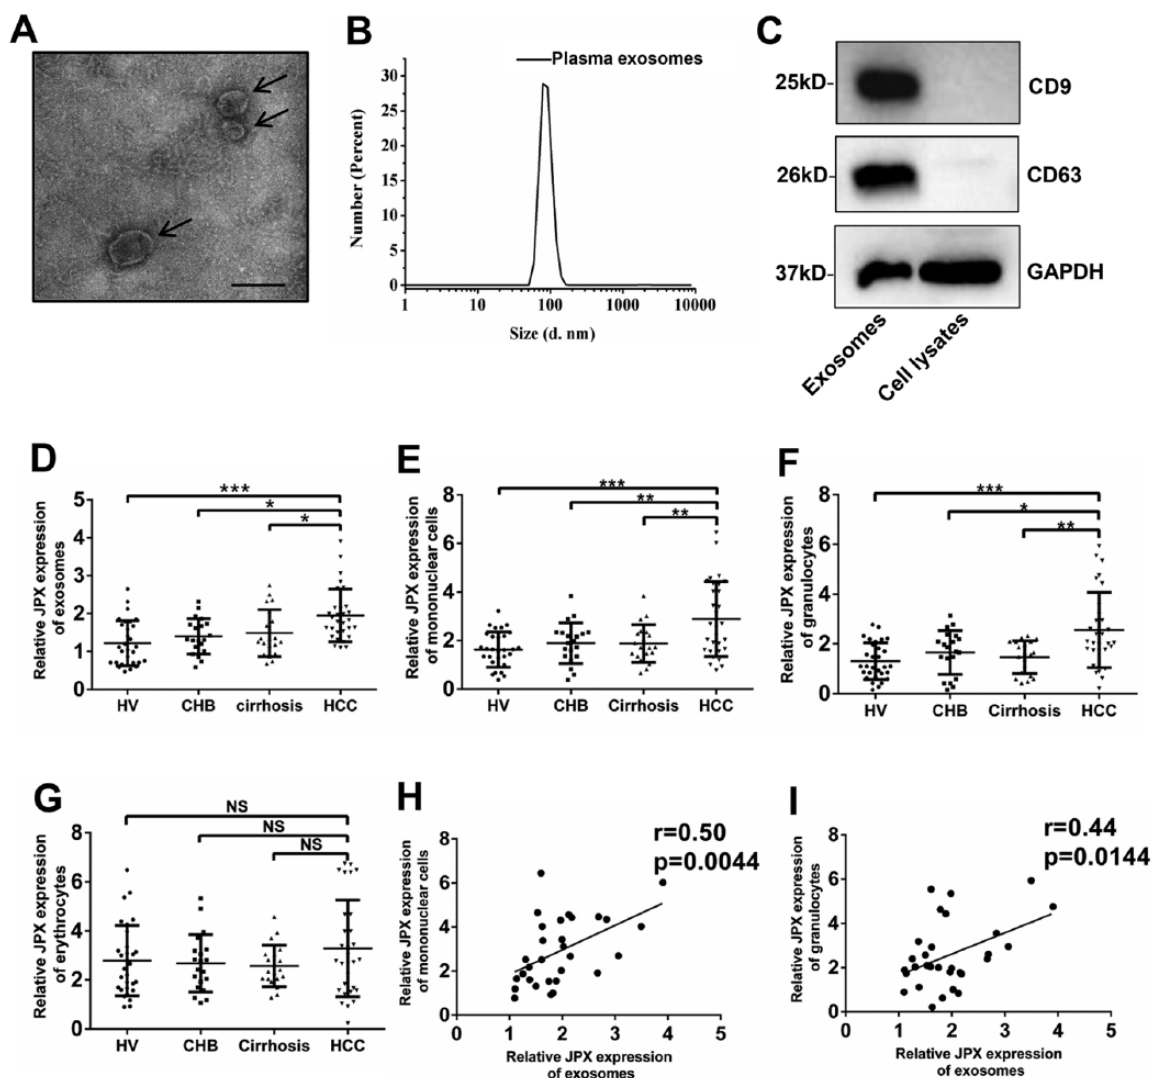 A
B
Plasma exosomes
30
25
20
15
10
5
0
Number (Percent)
1 10 100 1000 10000
Size (d. nm)
C
25kD
CD9
26kD
CD63
37kD
GAPDH
Exosomes
Cell lysates
D
Relative JPX expression
of exosomes
5
4
3
2
1
0
***
*
*
HV CHB cirrhosis HCC
E
Relative JPX expression
of mononuclear cells
8
6
4
2
0
***
**
**
HV CHB Cirrhosis HCC
F
Relative JPX expression
of granulocytes
8
6
4
2
0
***
*
**
HV CHB Cirrhosis HCC
G
Relative JPX expression
of erythrocytes
8
6
4
2
0
NS
NS
NS
HV CHB Cirrhosis HCC
H
Relative JPX expression
of mononuclear cells
8
6
4
2
0
r=0.50
p=0.0044
0 1 2 3 4 5
Relative JPX expression
of exosomes
I
Relative JPX expression
of granulocytes
8
6
4
2
0
r=0.44
p=0.0144
0 1 2 3 4 5
Relative JPX expression
of exosomes